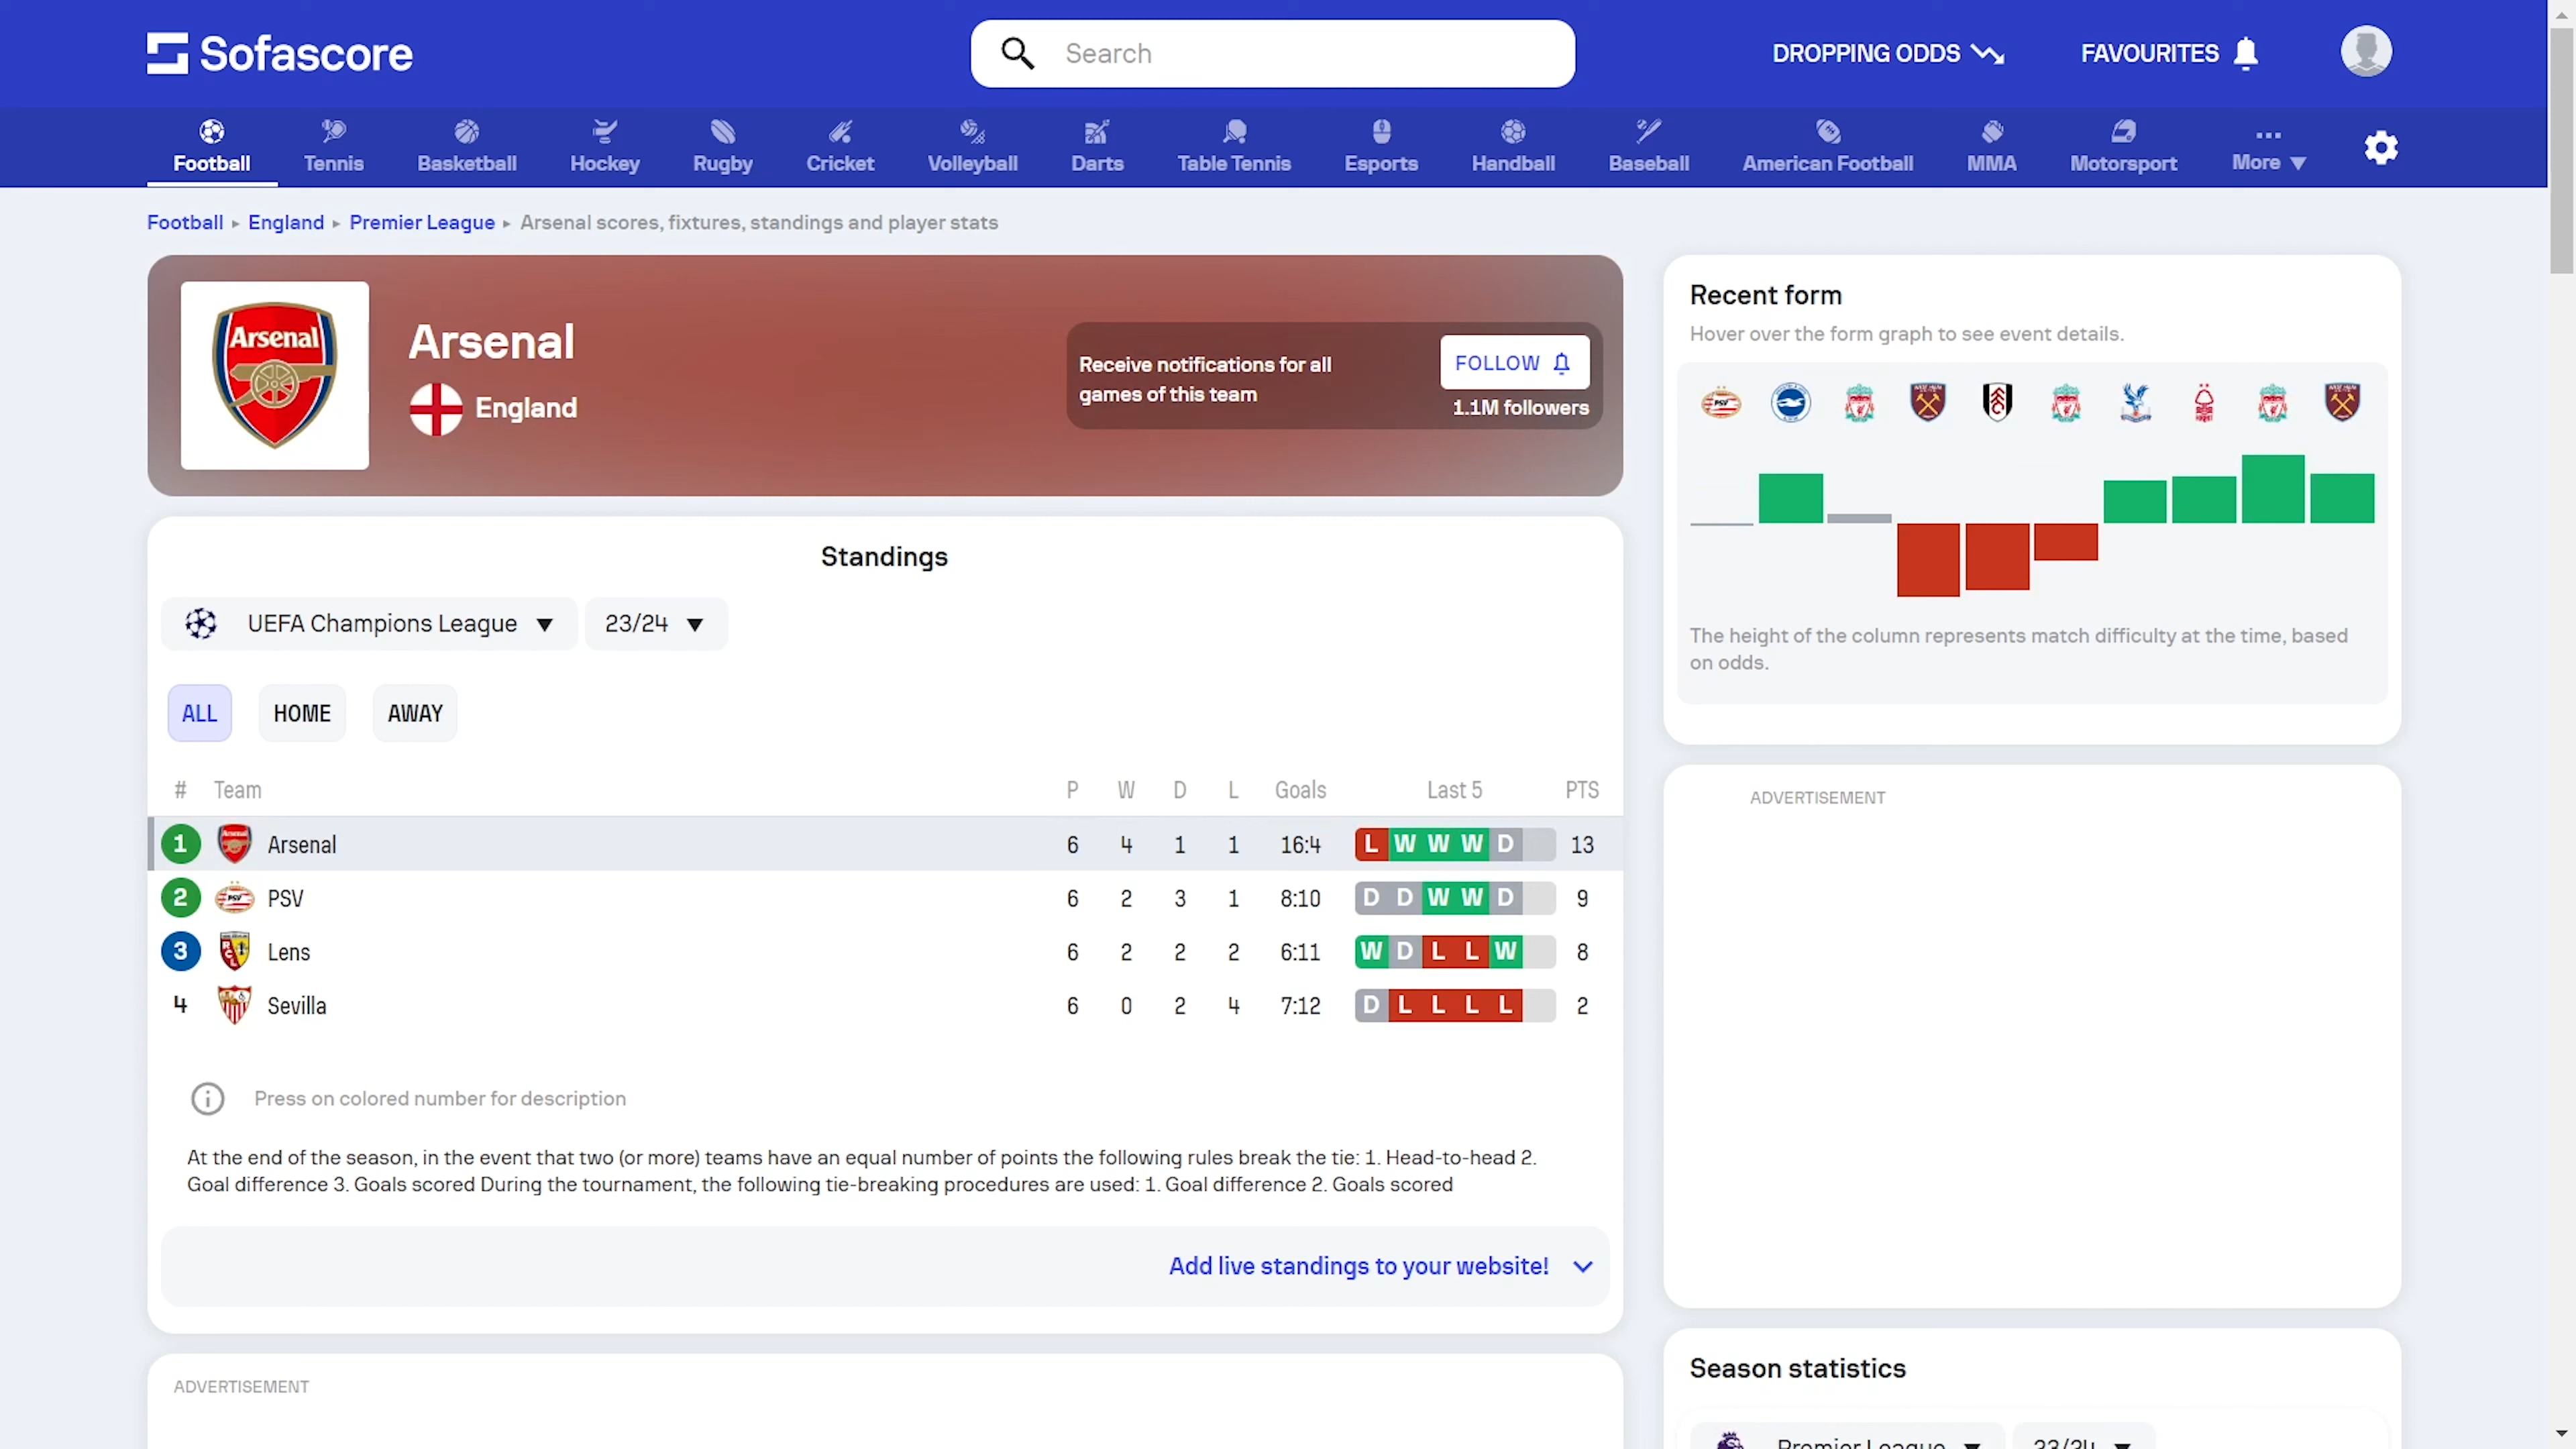 Sofascore
Search
DROPPING ODDS
FAVOURITES
Football
Tennis
Basketball
Hockey
Rugby
Cricket
Volleyball
Darts
Table Tennis
Esports
Handball
Baseball
American Football
MMA
Motorsport
More
Football ▸ England ▸ Premier League ▸ Arsenal scores, fixtures, standings and player stats
Arsenal
Arsenal
England
Receive notifications for all
games of this team
FOLLOW
1.1M followers
Standings
UEFA Champions League
23/24
ALL
HOME
AWAY
# Team P W D L Goals Last 5 PTS
1 Arsenal 6 4 1 1 16:4 L W W W D 13
2 PSV 6 2 3 1 8:10 D D W W D 9
3 Lens 6 2 2 2 6:11 W D L L W 8
4 Sevilla 6 0 2 4 7:12 D L L L L 2
Press on colored number for description
At the end of the season, in the event that two (or more) teams have an equal number of points the following rules break the tie: 1. Head-to-head 2.
Goal difference 3. Goals scored During the tournament, the following tie-breaking procedures are used: 1. Goal difference 2. Goals scored
Add live standings to your website!
ADVERTISEMENT
Recent form
Hover over the form graph to see event details.
PSV
The height of the column represents match difficulty at the time, based
on odds.
ADVERTISEMENT
Season statistics
Premier League
23/24